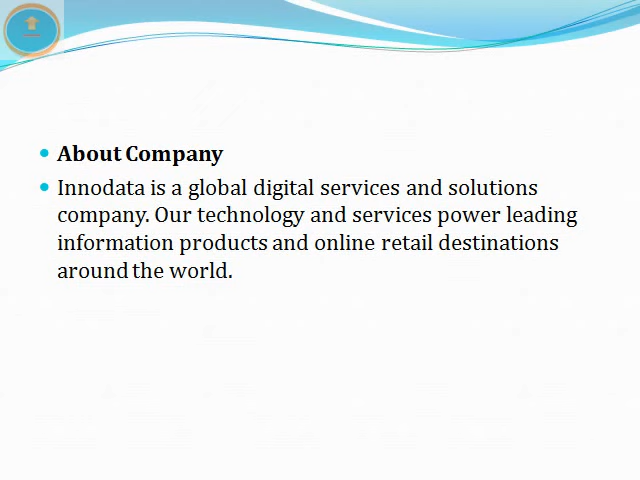 About Company
Innodata is a global digital services and solutions
company. Our technology and services power leading
information products and online retail destinations
around the world.